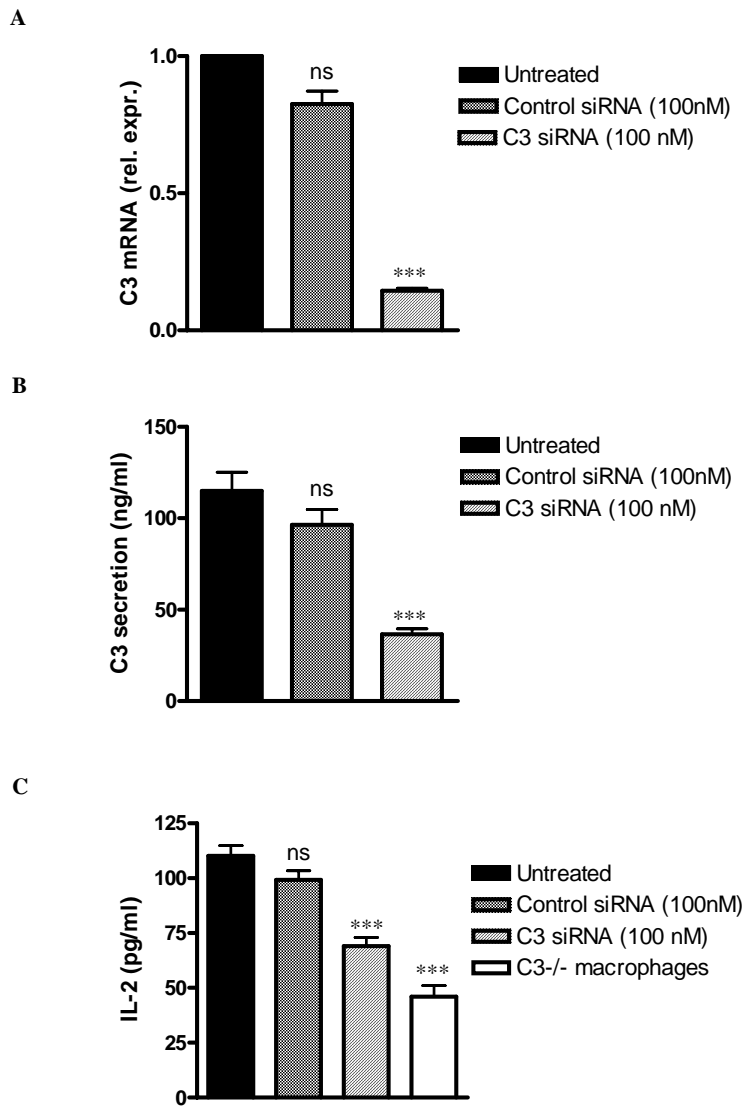 A
1.0
0.5
0.0
C3 mRNA (rel. expr.)
ns
***
Untreated
Control siRNA (100nM)
C3 siRNA (100 nM)
B
150
100
50
0
C3 secretion (ng/ml)
ns
***
Untreated
Control siRNA (100nM)
C3 siRNA (100 nM)
C
125
100
75
50
25
0
IL-2 (pg/ml)
ns
***
***
Untreated
Control siRNA (100nM)
C3 siRNA (100 nM)
C3-/- macrophages